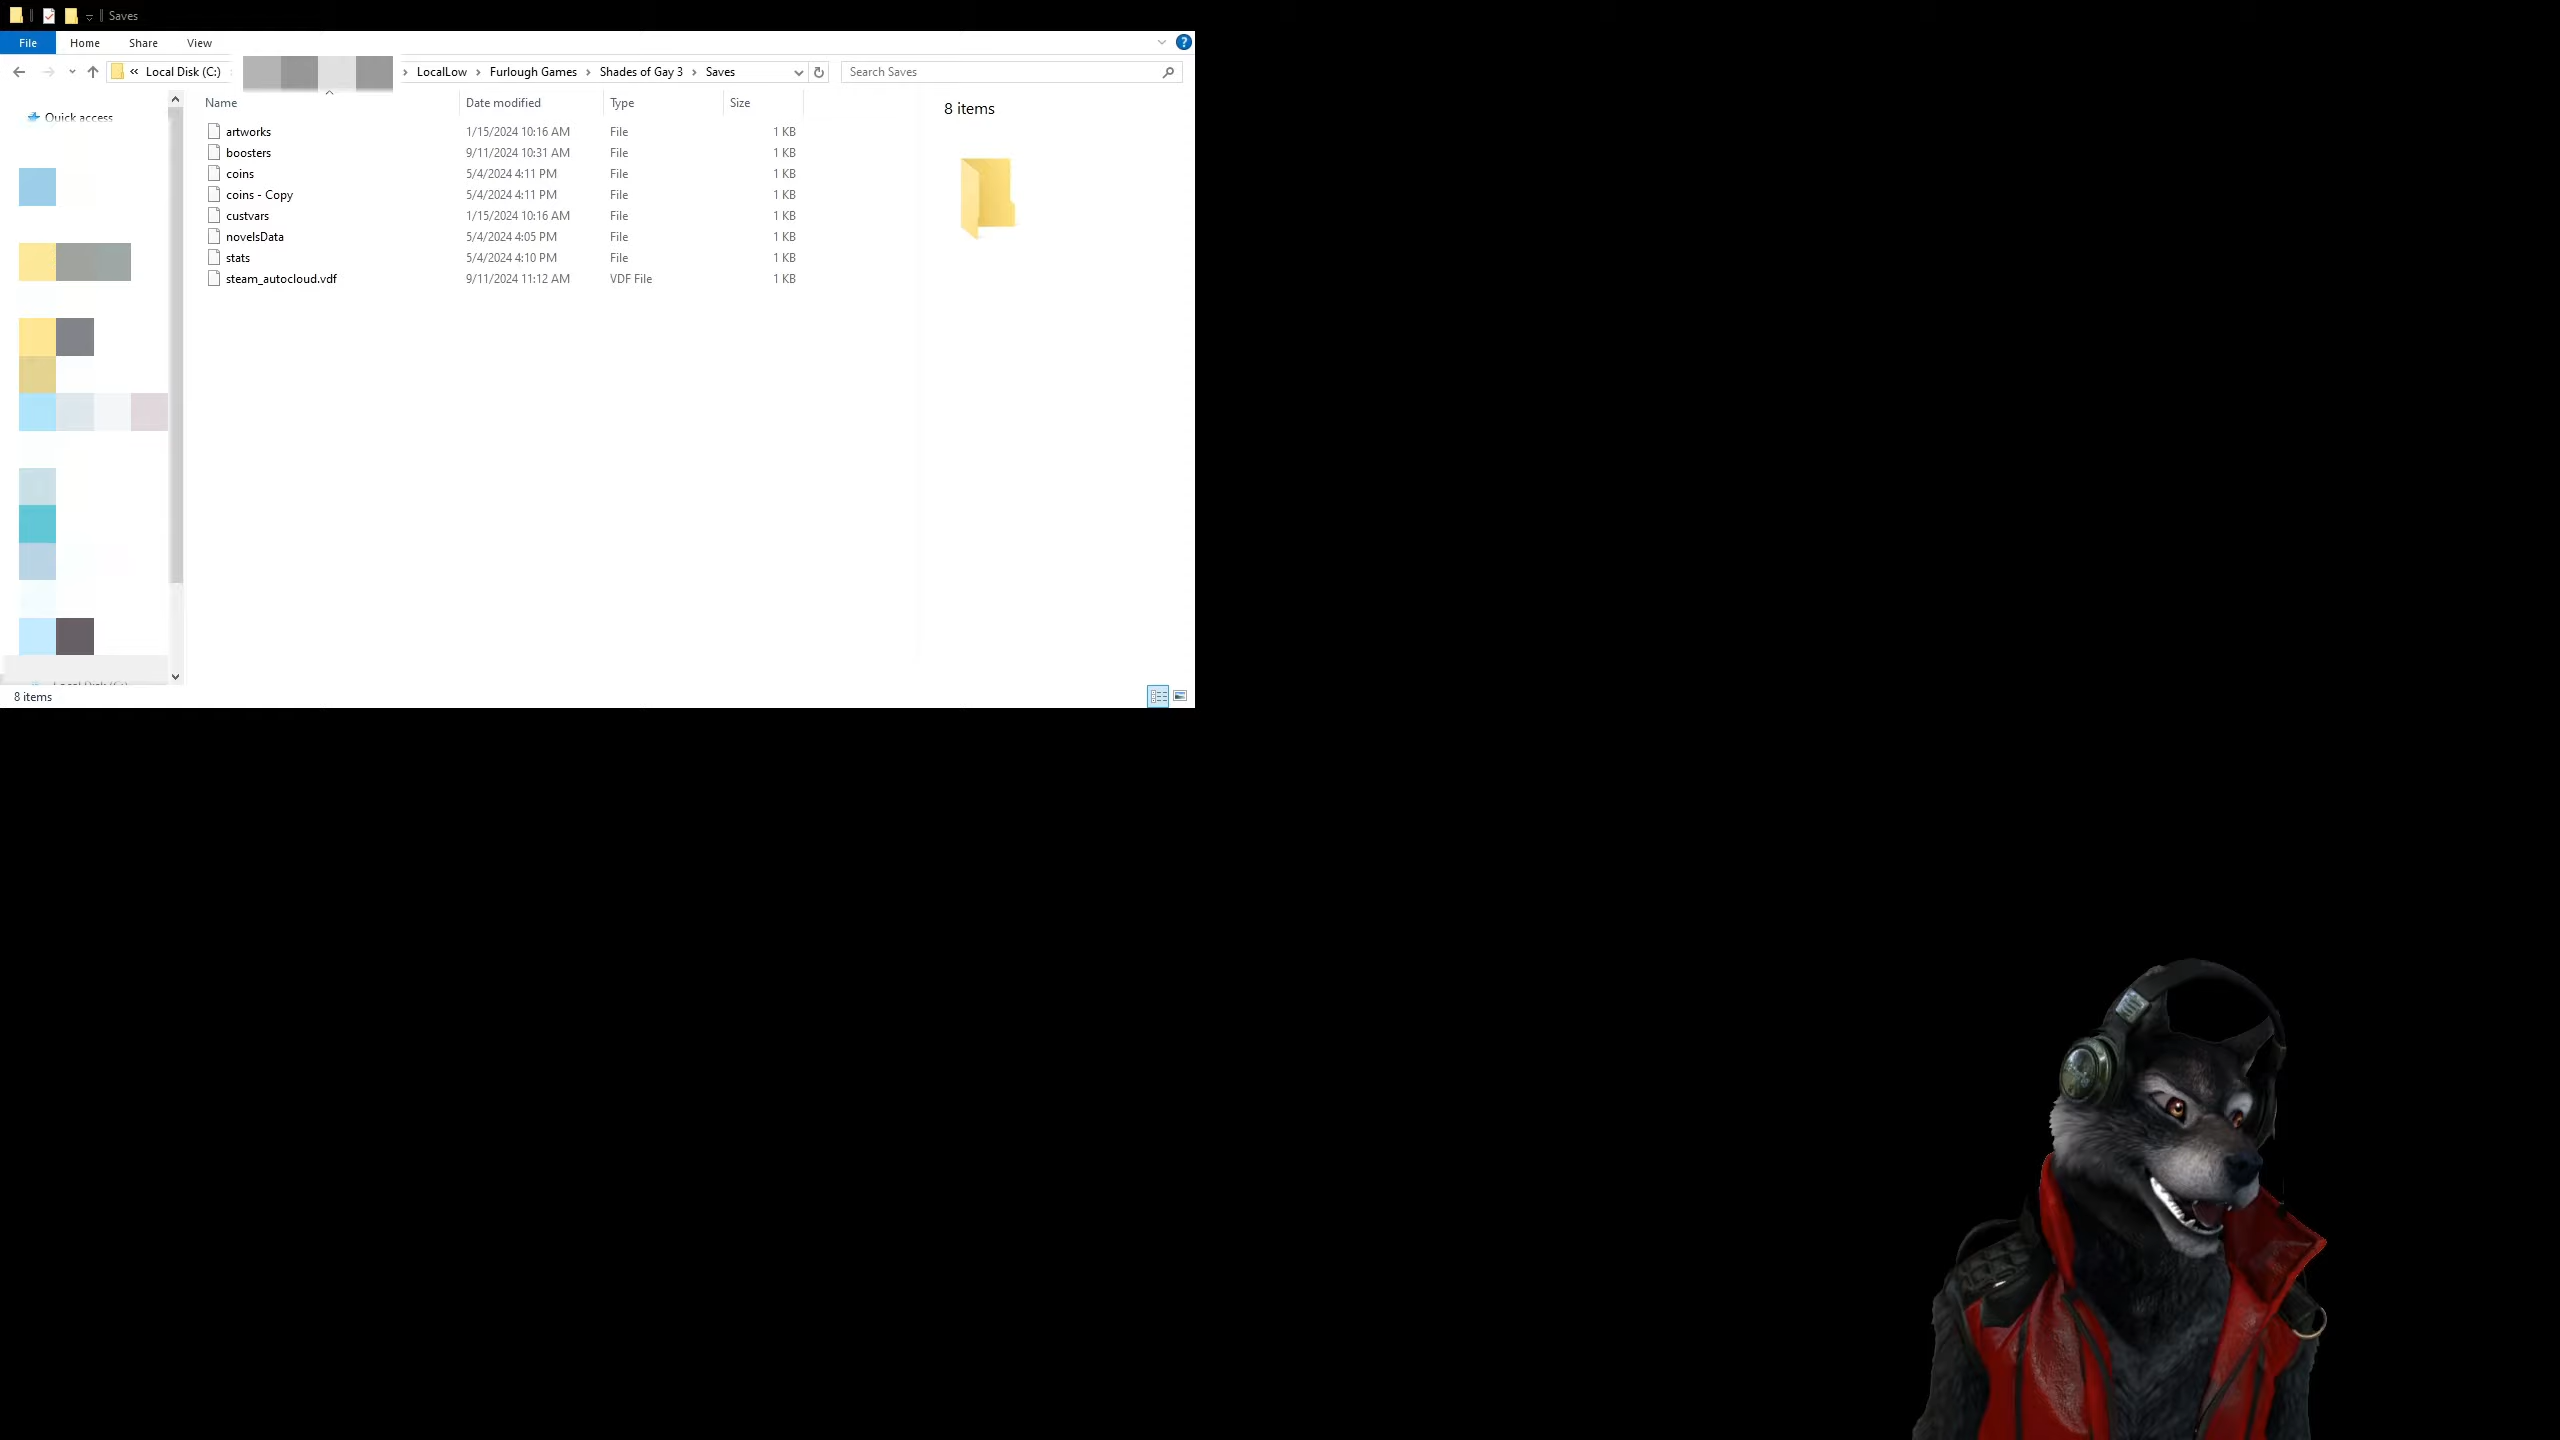 Saves
File Home Share View
« Local Disk (C:) › LocalLow › Furlough Games › Shades of Gay 3 › Saves Search Saves
Name Date modified Type Size
8 items
Quick access
artworks 1/15/2024 10:16 AM File 1 KB
boosters 9/11/2024 10:31 AM File 1 KB
coins 5/4/2024 4:11 PM File 1 KB
coins - Copy 5/4/2024 4:11 PM File 1 KB
custvars 1/15/2024 10:16 AM File 1 KB
novelsData 5/4/2024 4:05 PM File 1 KB
stats 5/4/2024 4:10 PM File 1 KB
steam_autocloud.vdf 9/11/2024 11:12 AM VDF File 1 KB
Local Disk (C:)
8 items